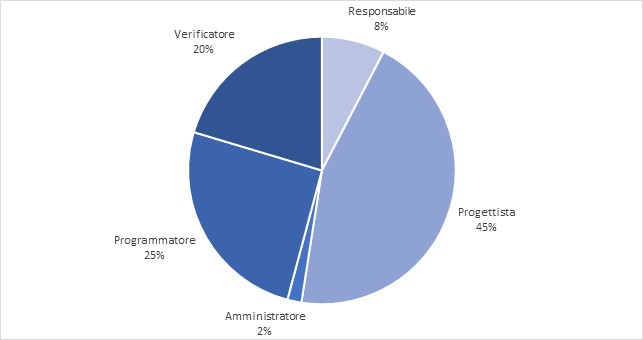 Responsabile
8%
Verificatore
20%
Progettista
45%
Programmatore
25%
Amministratore
2%